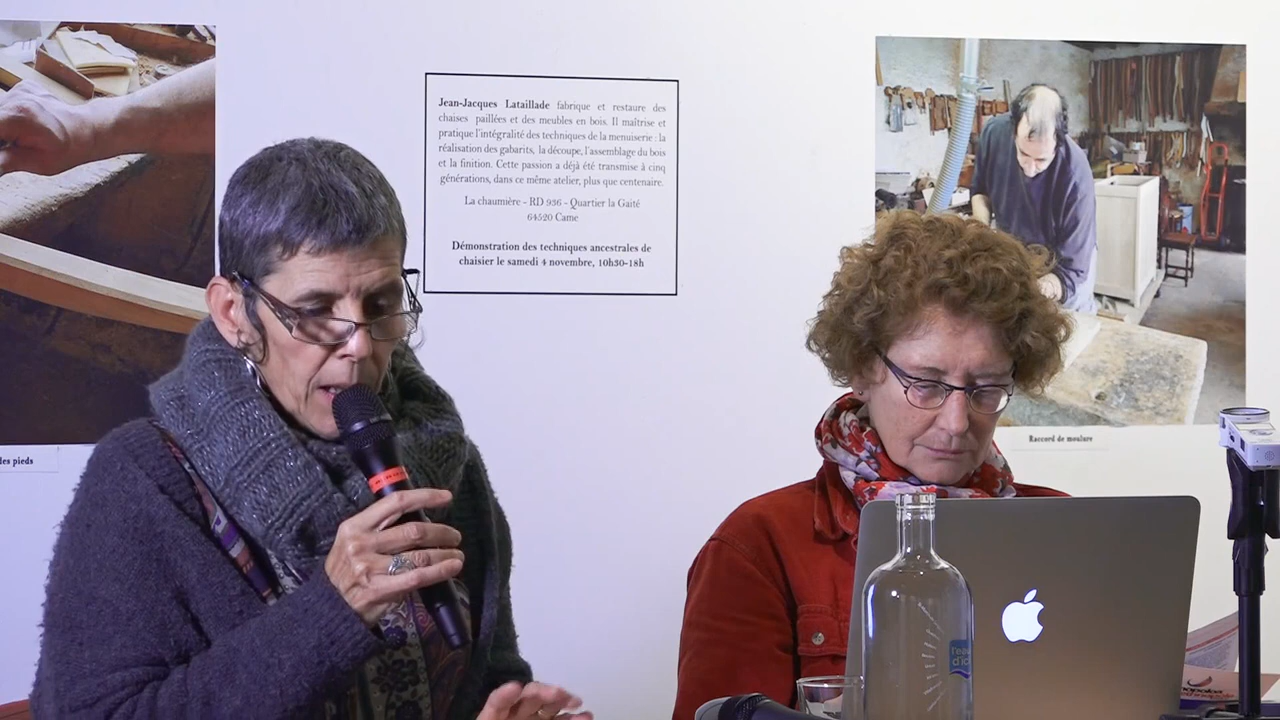 Jean-Jacques Lataillade fabrique et restaure des
chaises paillées et des meubles en bois. Il maîtrise et
pratique l'intégralité des techniques de la menuiserie : la
réalisation des gabarits, la découpe, l'assemblage du bois
et la finition. Cette passion a déjà été transmise à cinq
générations, dans ce même atelier, plus que centenaire.
La chaumière - RD 936 - Quartier la Gaité
64520 Came
Démonstration des techniques ancestrales de
chaisier le samedi 4 novembre, 10h30-18h
les pieds
Raccord de moulure
l'eau
d'ici